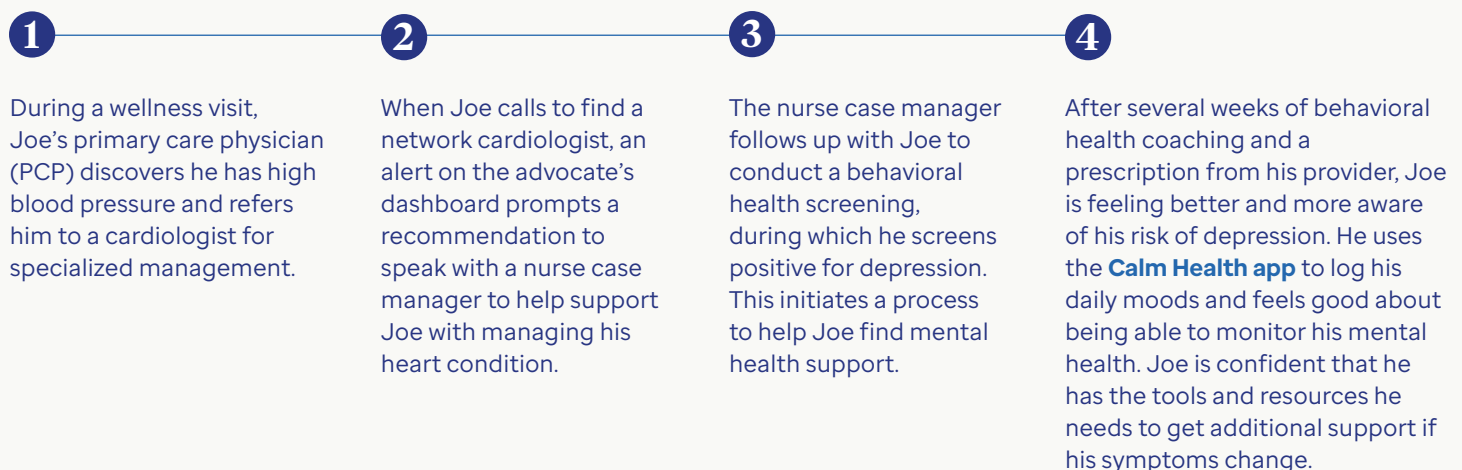 1
During a wellness visit,
Joe’s primary care physician
(PCP) discovers he has high
blood pressure and refers
him to a cardiologist for
specialized management.
2
When Joe calls to find a
network cardiologist, an
alert on the advocate’s
dashboard prompts a
recommendation to
speak with a nurse case
manager to help support
Joe with managing his
heart condition.
3
The nurse case manager
follows up with Joe to
conduct a behavioral
health screening,
during which he screens
positive for depression.
This initiates a process
to help Joe find mental
health support.
4
After several weeks of behavioral
health coaching and a
prescription from his provider, Joe
is feeling better and more aware
of his risk of depression. He uses
the Calm Health app to log his
daily moods and feels good about
being able to monitor his mental
health. Joe is confident that he
has the tools and resources he
needs to get additional support if
his symptoms change.